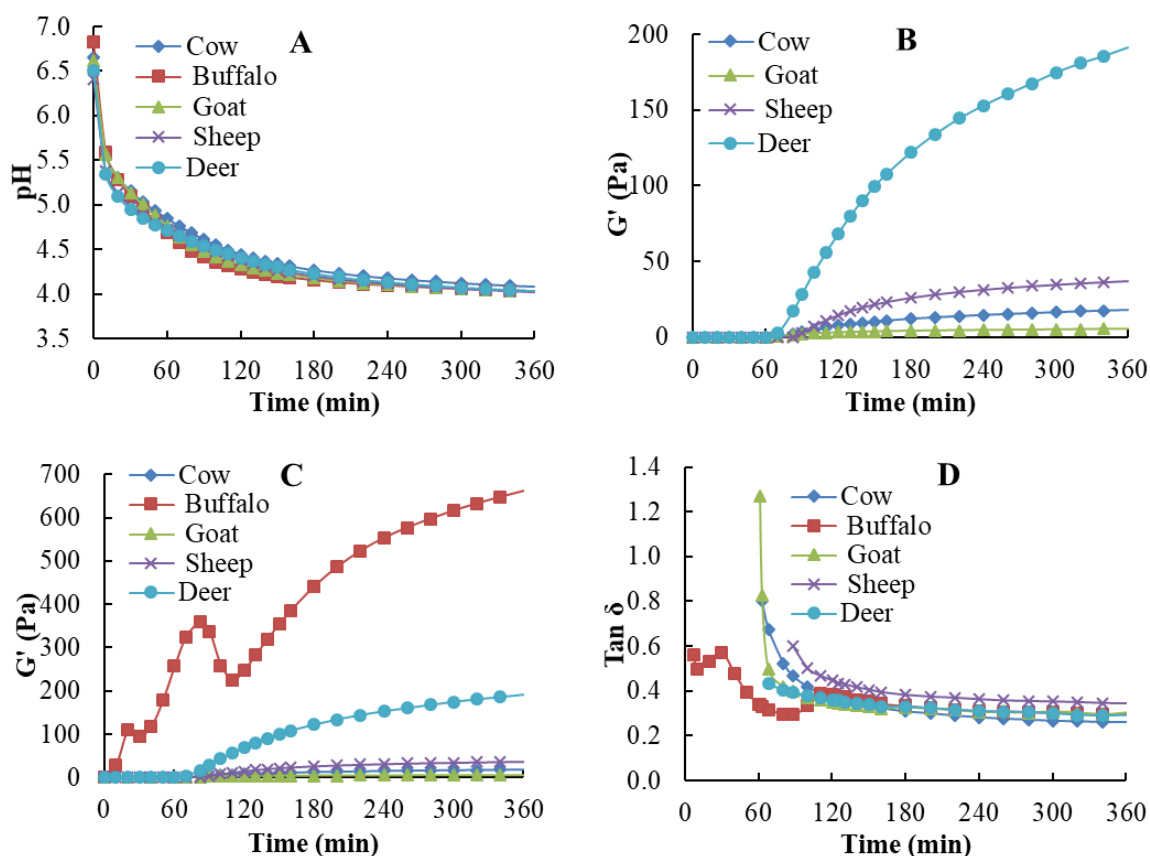 A
Cow
Buffalo
Goat
Sheep
Deer
7.0
6.5
6.0
5.5
5.0
4.5
4.0
3.5
pH
0 60 120 180 240 300 360
Time (min)
B
Cow
Goat
Sheep
Deer
200
150
100
50
0
G' (Pa)
0 60 120 180 240 300 360
Time (min)
C
Cow
Buffalo
Goat
Sheep
Deer
700
600
500
400
300
200
100
0
G' (Pa)
0 60 120 180 240 300 360
Time (min)
D
Cow
Buffalo
Goat
Sheep
Deer
1.4
1.2
1.0
0.8
0.6
0.4
0.2
0.0
Tan δ
0 60 120 180 240 300 360
Time (min)